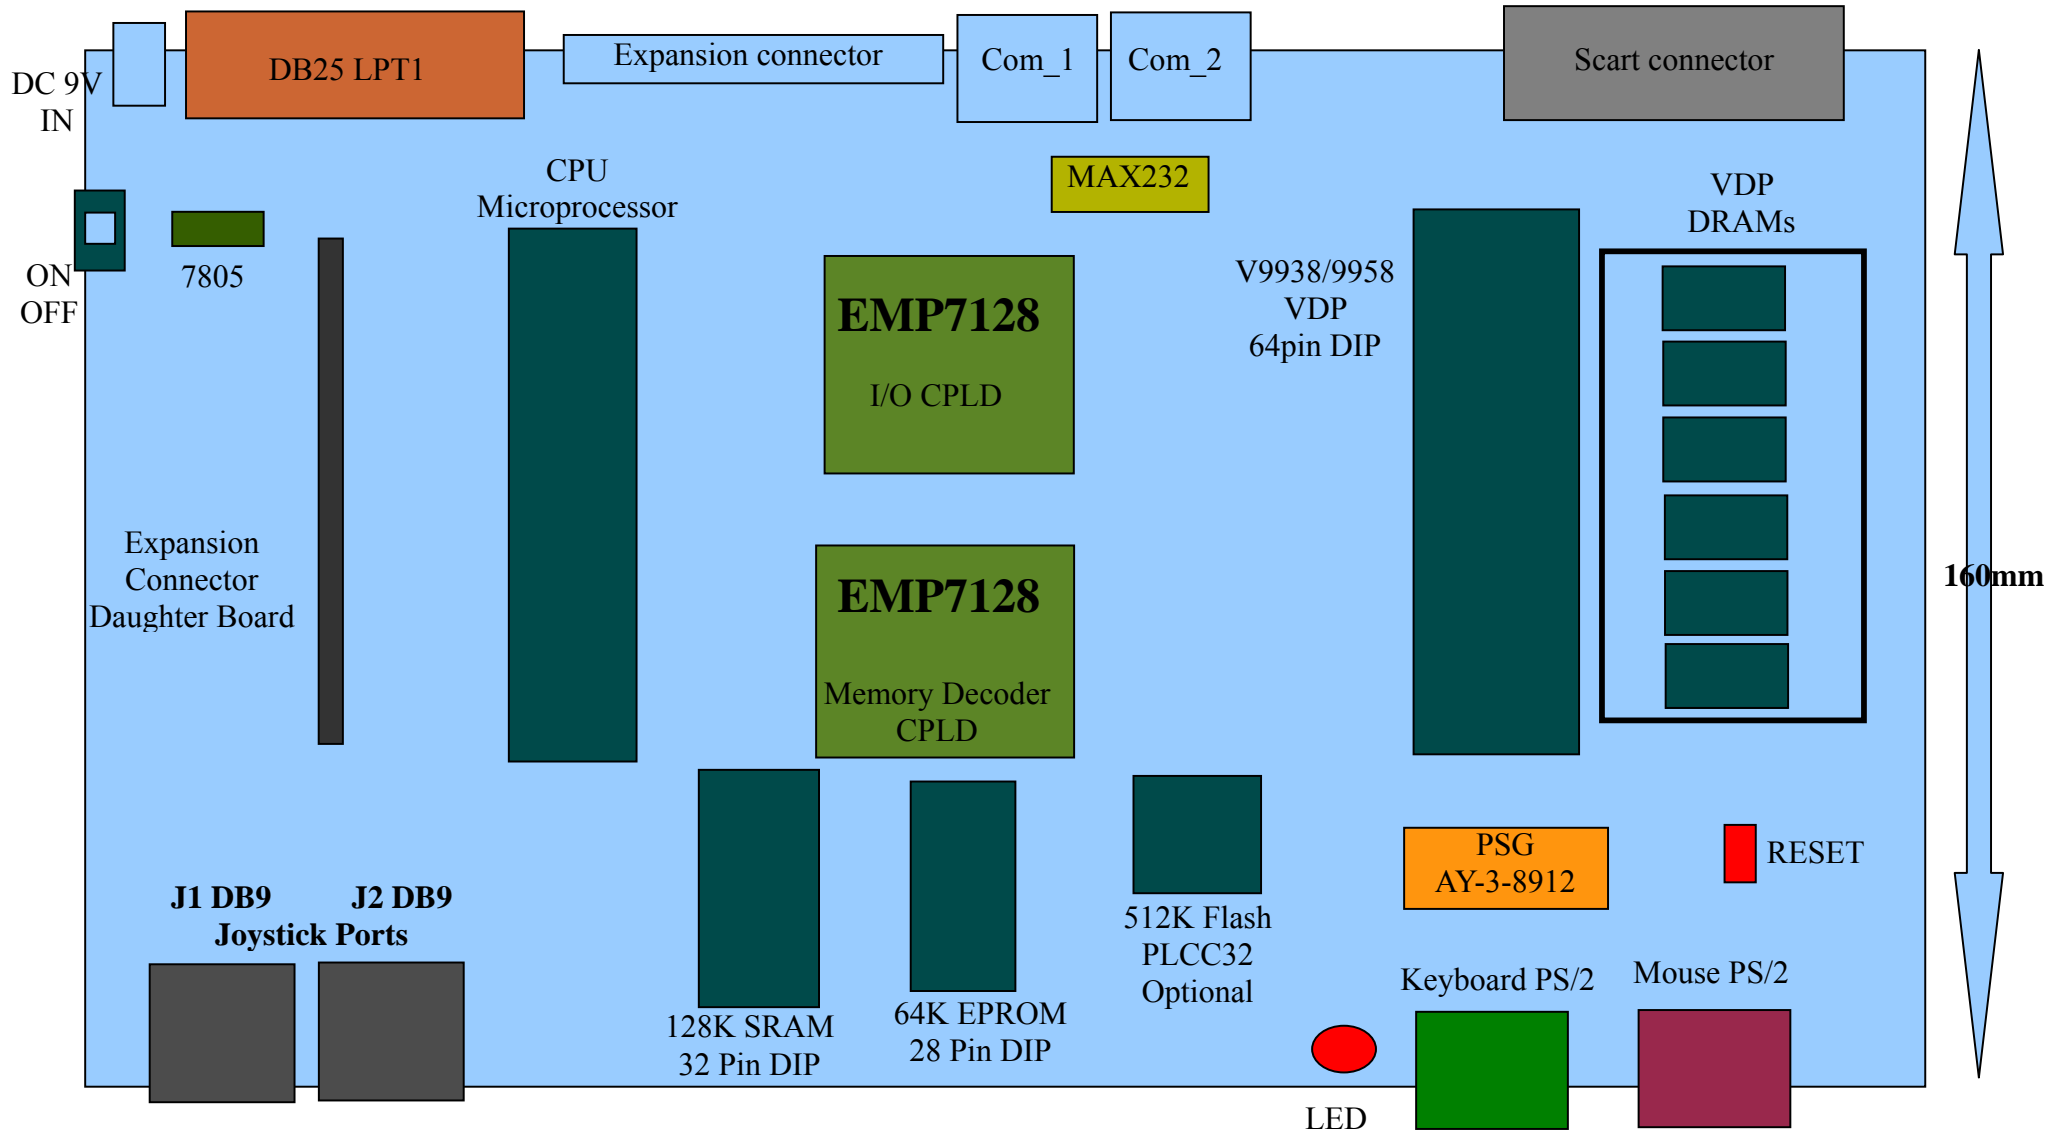 DC 9V
IN
DB25 LPT1
Expansion connector
Com_1
Com_2
Scart connector
ON
OFF
7805
CPU
Microprocessor
MAX232
VDP
DRAMs
EMP7128
I/O CPLD
V9938/9958
VDP
64pin DIP
Expansion
Connector
Daughter Board
EMP7128
Memory Decoder
CPLD
160mm
J1 DB9
J2 DB9
Joystick Ports
128K SRAM
32 Pin DIP
64K EPROM
28 Pin DIP
512K Flash
PLCC32
Optional
PSG
AY-3-8912
RESET
Keyboard PS/2
Mouse PS/2
LED